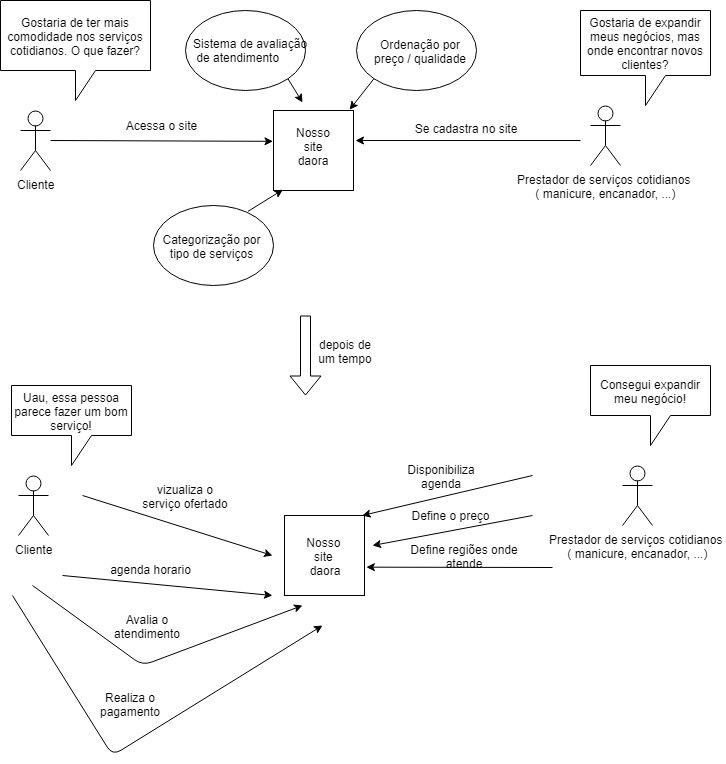 Gostaria de ter mais
comodidade nos serviços
cotidianos. O que fazer?
Sistema de avaliação
de atendimento
Ordenação por
preço / qualidade
Gostaria de expandir
meus negócios, mas
onde encontrar novos
clientes?
Acessa o site
Nosso
site
daora
Se cadastra no site
Cliente
Prestador de serviços cotidianos
( manicure, encanador, ...)
Categorização por
tipo de serviços
depois de
um tempo
Uau, essa pessoa
parece fazer um bom
serviço!
Consegui expandir
meu negócio!
vizualiza o
serviço ofertado
Disponibiliza
agenda
Define o preço
Cliente
Nosso
site
daora
Prestador de serviços cotidianos
( manicure, encanador, ...)
Define regiões onde
atende
agenda horario
Avalia o
atendimento
Realiza o
pagamento